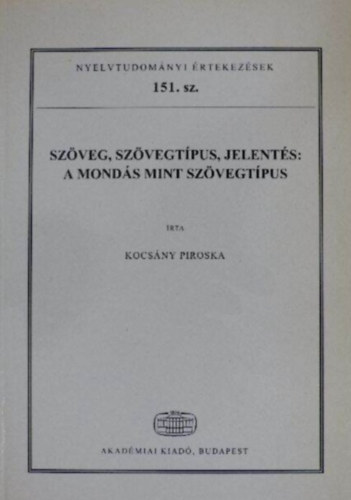 NYELVTUDOMÁNYI ÉRTEKEZÉSEK
151. sz.
SZÖVEG, SZÖVEGTÍPUS, JELENTÉS:
A MONDÁS MINT SZÖVEGTÍPUS
ÍRTA
KOCSÁNY PIROSKA
AKADÉMIAI KIADÓ, BUDAPEST